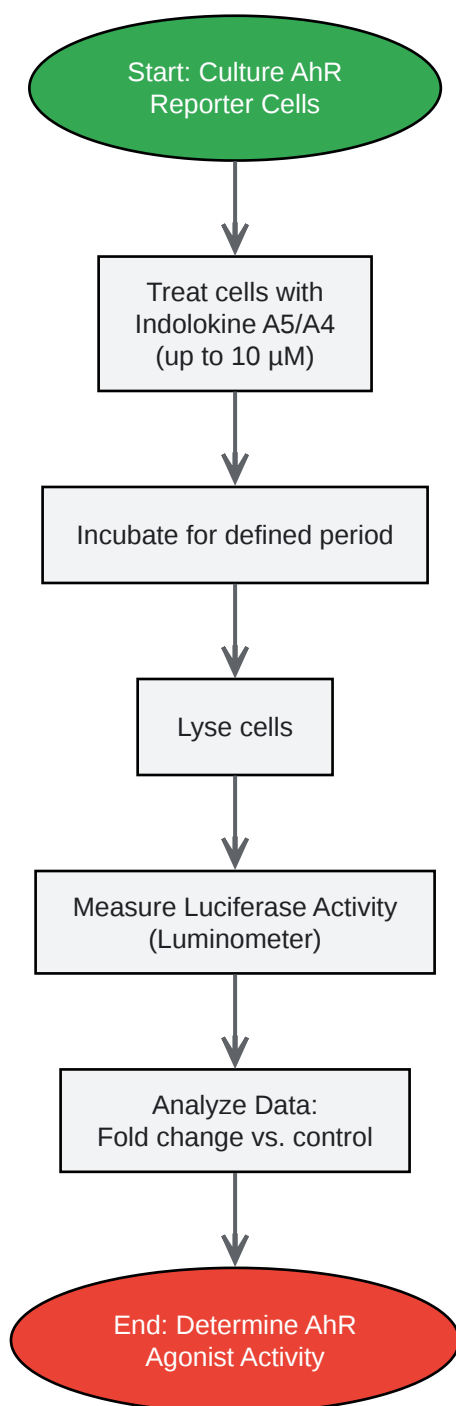 Start: Culture AhR
Reporter Cells
Treat cells with
Indolokine A5/A4
(up to 10 µM)
Incubate for defined period
Lyse cells
Measure Luciferase Activity
(Luminometer)
Analyze Data:
Fold change vs. control
End: Determine AhR
Agonist Activity